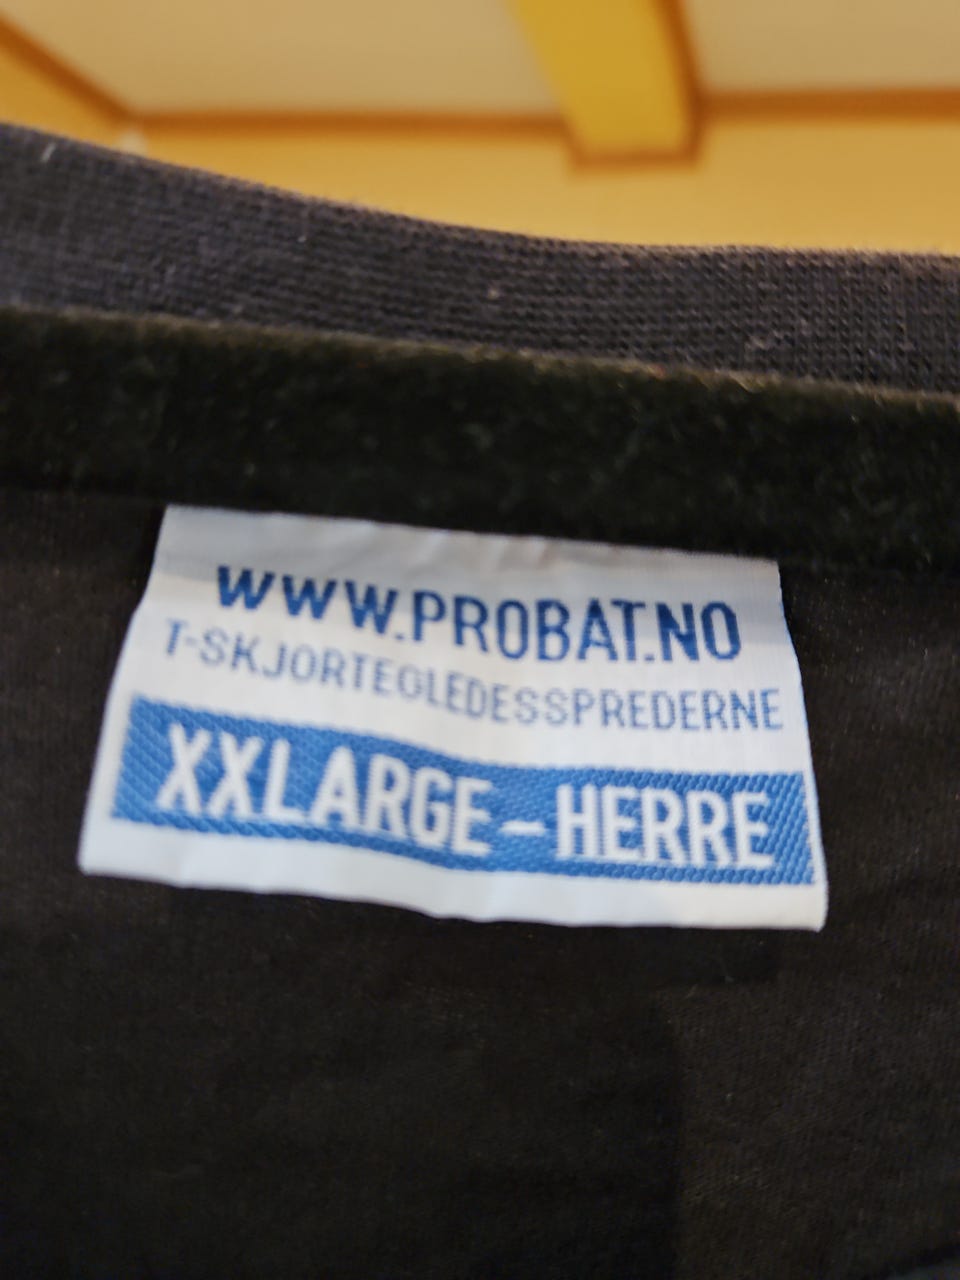 WWW.PROBAT.NO
T-SKJORTEGLEDESSPREDERNE
XXLARGE - HERRE